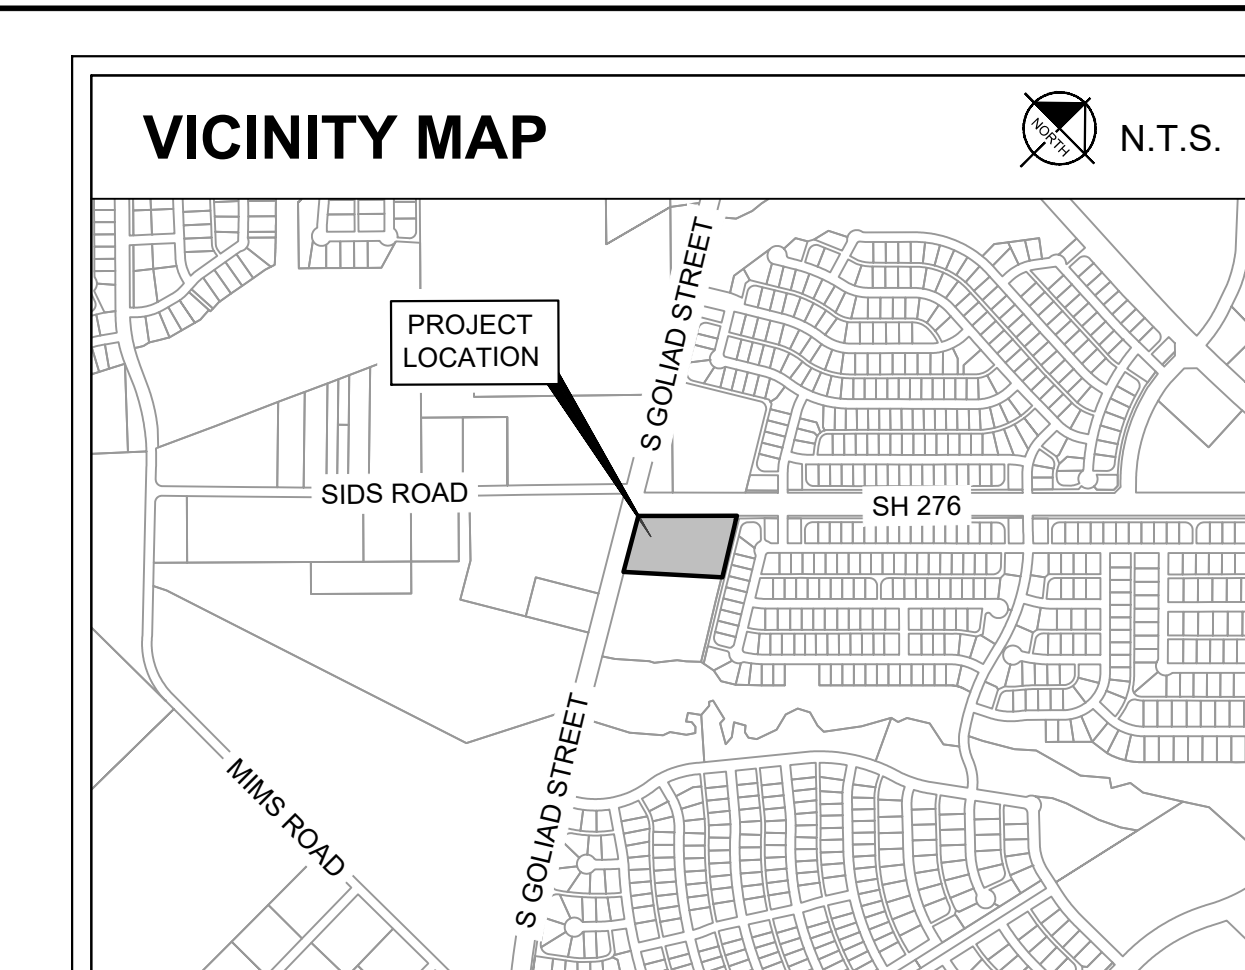 VICINITY MAP
NORTH
N.T.S.
S GOLIAD STREET
PROJECT
LOCATION
SIDS ROAD
SH 276
MIMS ROAD
S GOLIAD STREET